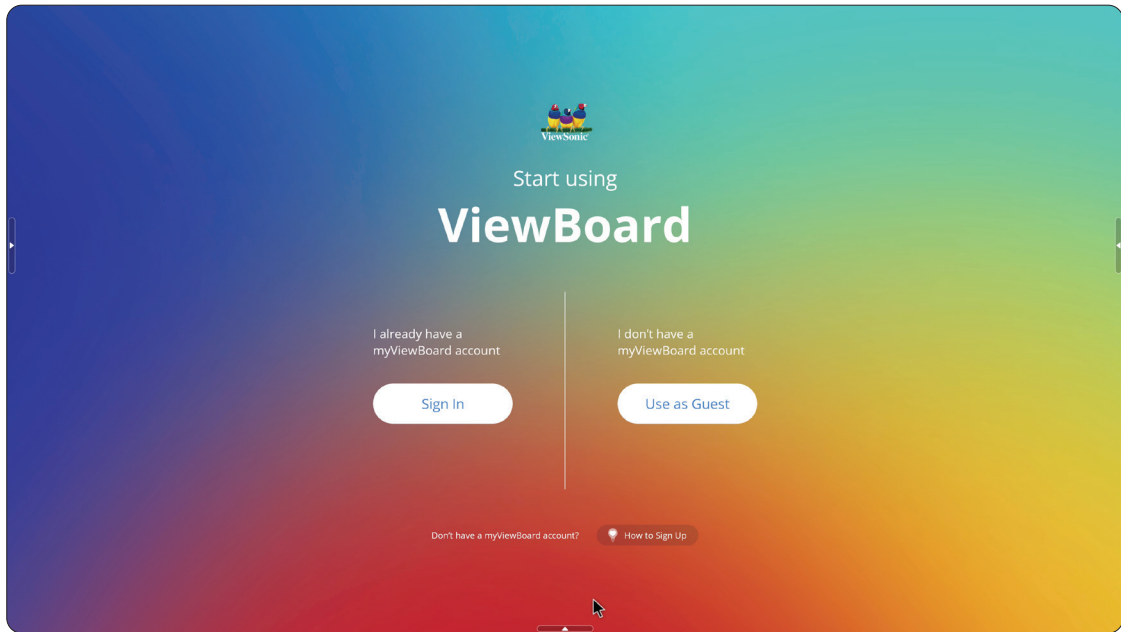 ViewSonic
Start using
ViewBoard
I already have a
myViewBoard account
Sign In
I don't have a
myViewBoard account
Use as Guest
Don't have a myViewBoard account?
How to Sign Up